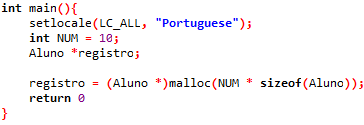 int main(){
    setlocale(LC_ALL, "Portuguese");
    int NUM = 10;
    Aluno *registro;

    registro = (Aluno *)malloc(NUM * sizeof(Aluno));
    return 0
}